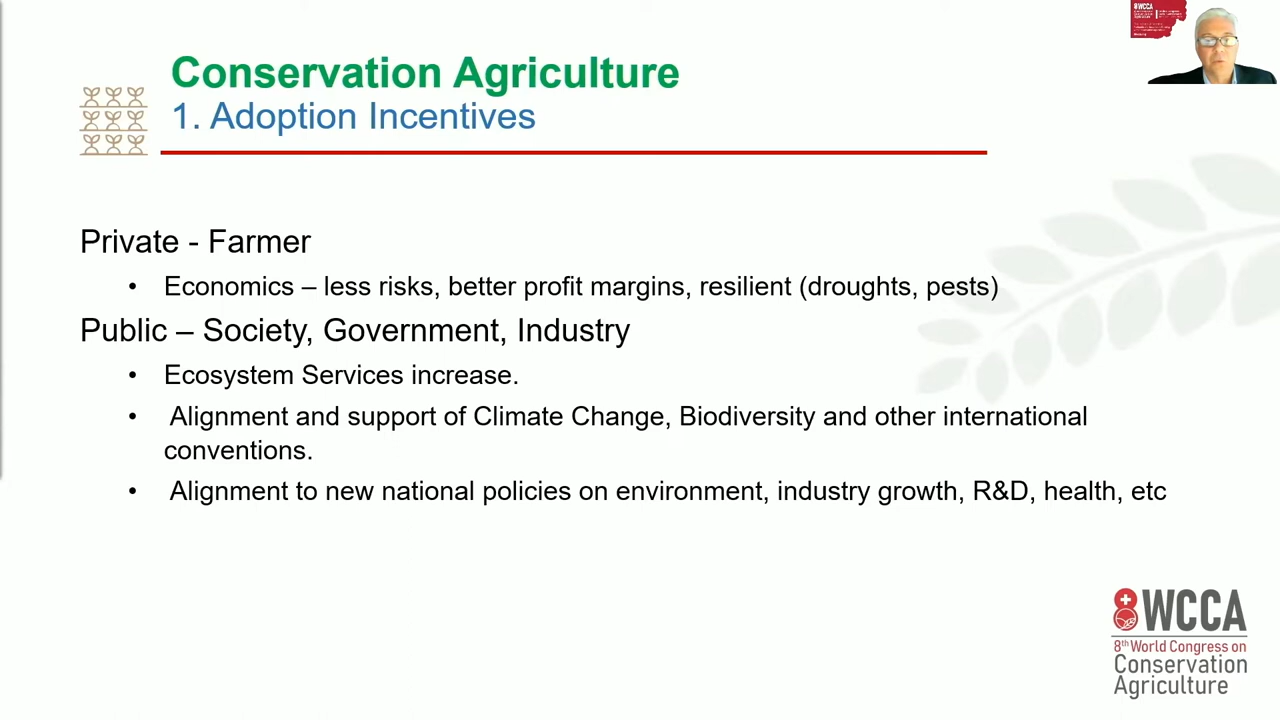 Conservation Agriculture
1. Adoption Incentives
Private - Farmer
• Economics – less risks, better profit margins, resilient (droughts, pests)
Public – Society, Government, Industry
• Ecosystem Services increase.
• Alignment and support of Climate Change, Biodiversity and other international
conventions.
• Alignment to new national policies on environment, industry growth, R&D, health, etc
8WCCA
8th World Congress on
Conservation
Agriculture
8WCCA